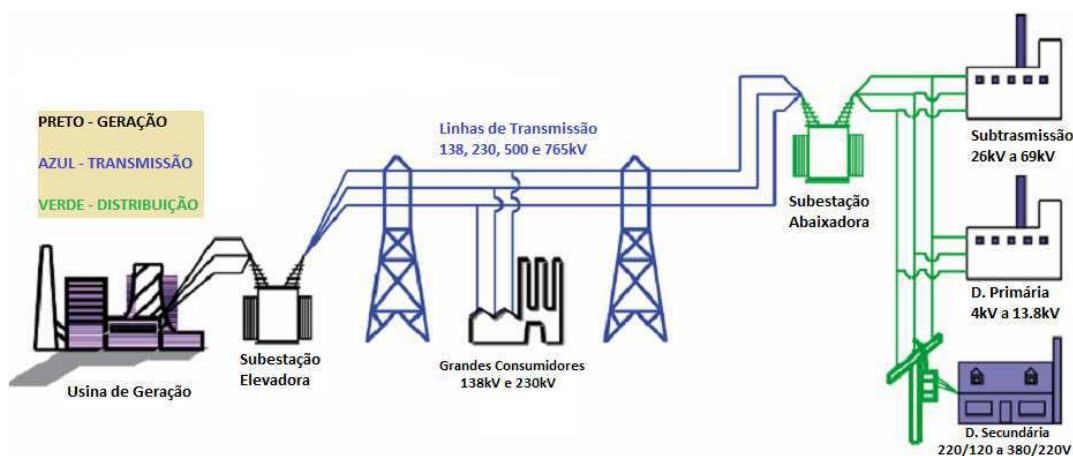 PRETO - GERAÇÃO
AZUL - TRANSMISSÃO
VERDE - DISTRIBUIÇÃO
Usina de Geração
Subestação
Elevadora
Linhas de Transmissão
138, 230, 500 e 765kV
Grandes Consumidores
138kV e 230kV
Subestação
Abaixadora
Subtrasmissão
26kV a 69kV
D. Primária
4kV a 13.8kV
D. Secundária
220/120 a 380/220V